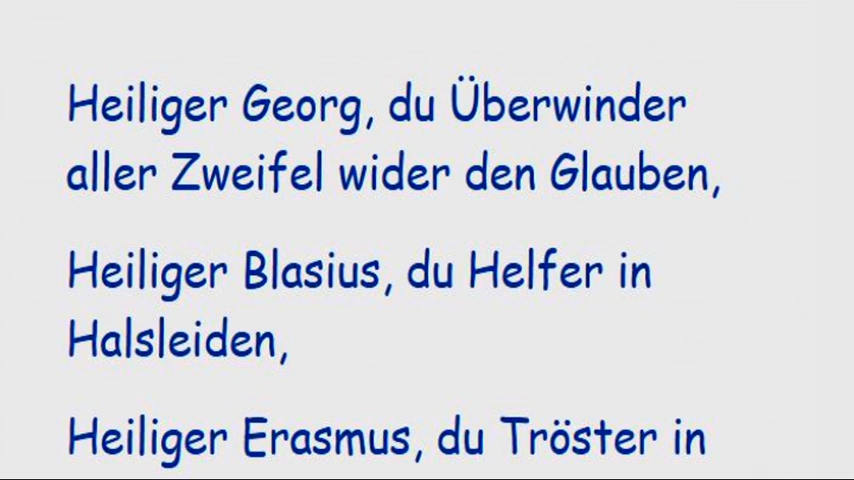 Heiliger Georg, du Überwinder
aller Zweifel wider den Glauben,
Heiliger Blasius, du Helfer in
Halsleiden,
Heiliger Erasmus, du Tröster in